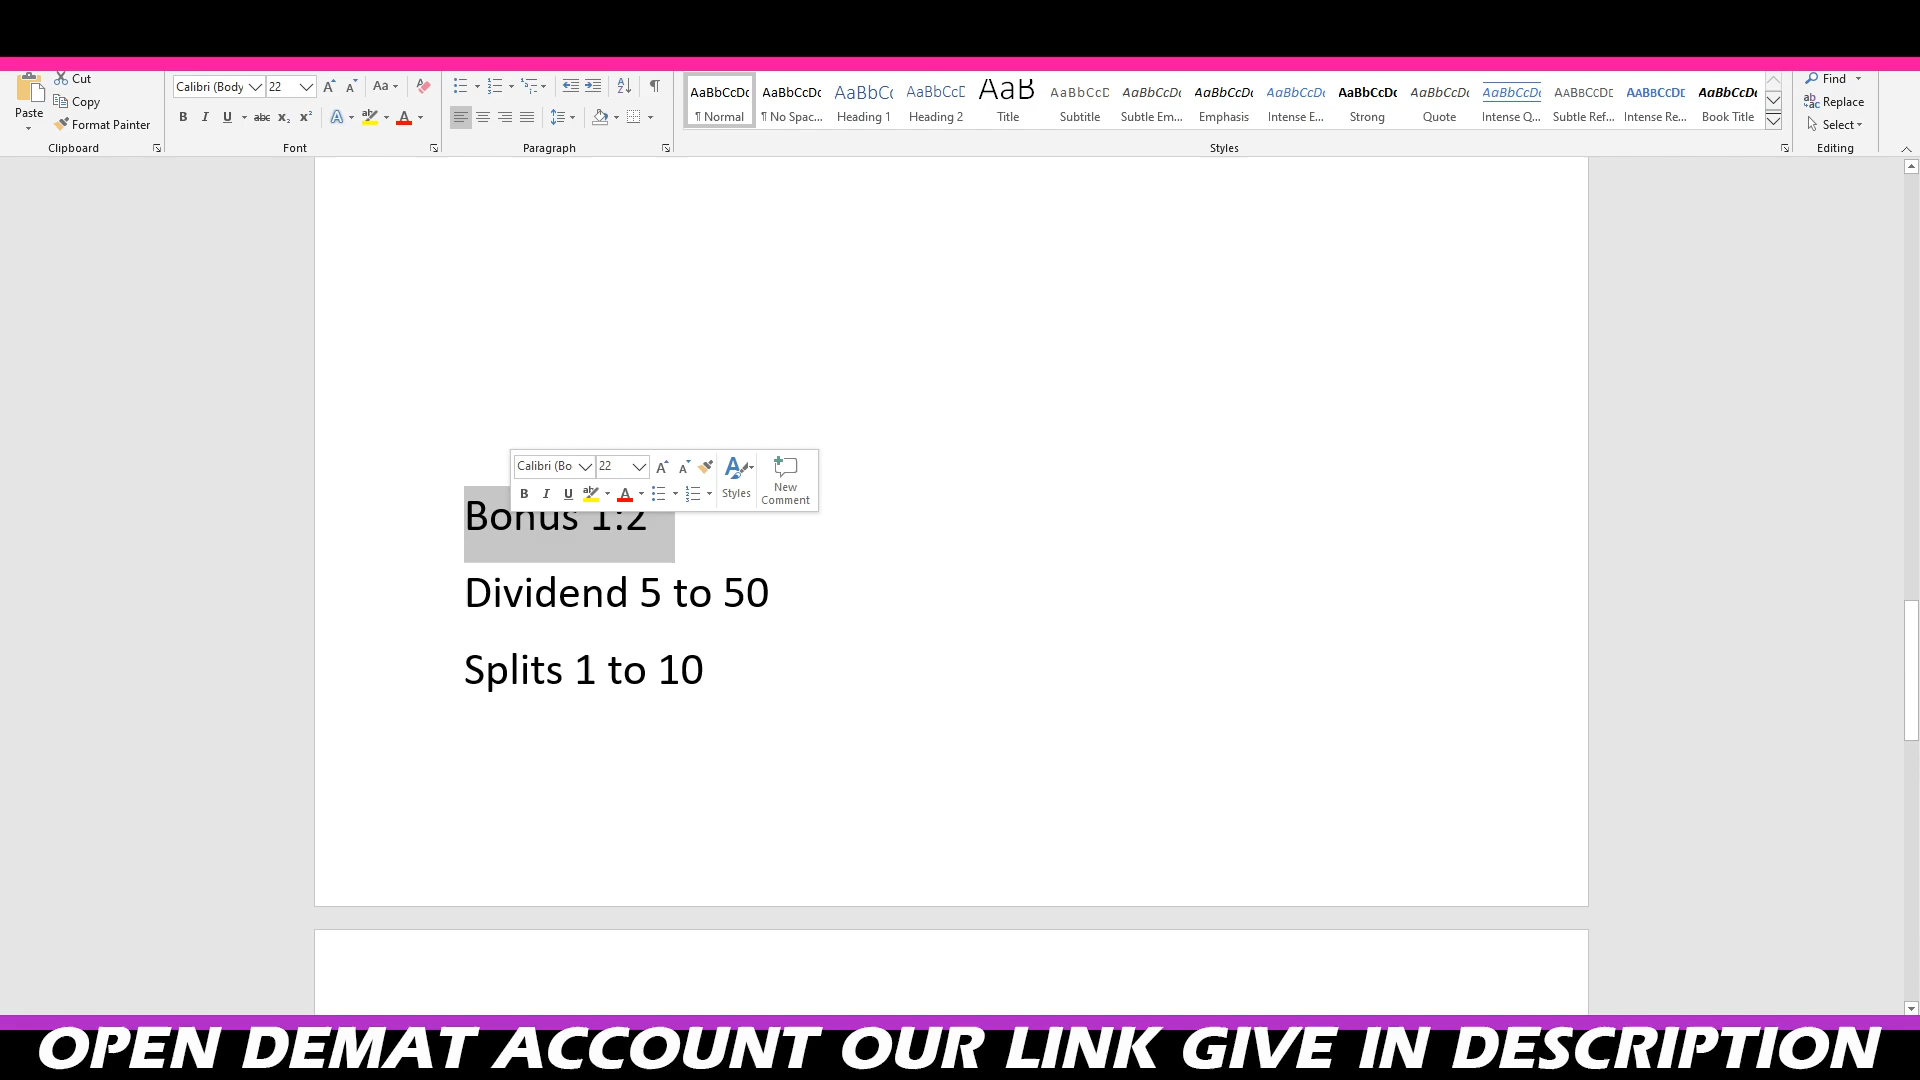 Cut
Calibri (Body
22
Aa
AaBbCcDc
AaBbCcDc
AaBbCc
AaBbCcE
AaB
AaBbCcD
AaBbCcDc
AaBbCcDc
AaBbCcDc
AaBbCcDc
AaBbCcDc
AaBbCcDc
AABBCCDE
AABBCCDE
AaBbCcDc
Find
Paste
Copy
Replace
Format Painter
B I U abc x₂ x²
A
¶ Normal
¶ No Spac...
Heading 1
Heading 2
Title
Subtitle
Subtle Em...
Emphasis
Intense E...
Strong
Quote
Intense Q...
Subtle Ref...
Intense Re...
Book Title
Select
Clipboard
Font
Paragraph
Styles
Editing
Calibri (Bo
22
B I U
Styles
New
Comment
Bonus 1:2
Dividend 5 to 50
Splits 1 to 10
OPEN DEMAT ACCOUNT OUR LINK GIVE IN DESCRIPTION